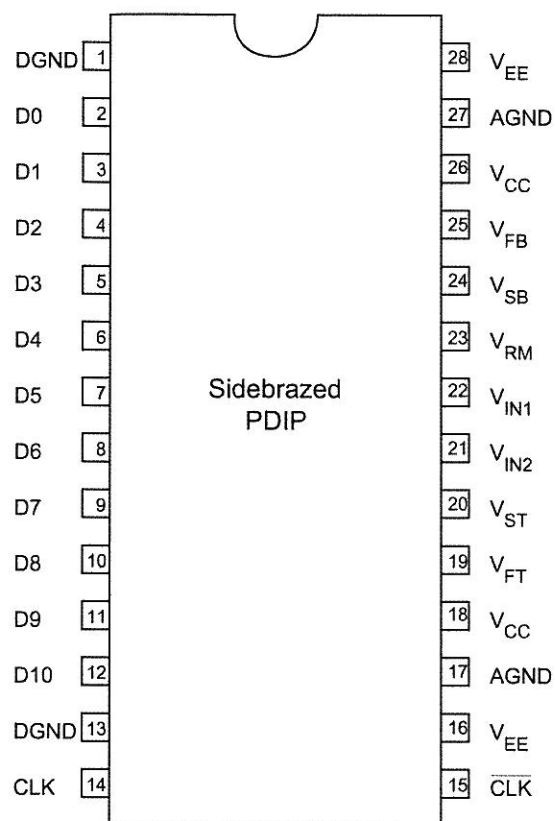 DGND 1
D0 2
D1 3
D2 4
D3 5
D4 6
D5 7
D6 8
D7 9
D8 10
D9 11
D10 12
DGND 13
CLK 14
Sidebrazed
PDIP
28 VEE
27 AGND
26 VCC
25 VFB
24 VSB
23 VRM
22 VIN1
21 VIN2
20 VST
19 VFT
18 VCC
17 AGND
16 VEE
15 C̅L̅K̅